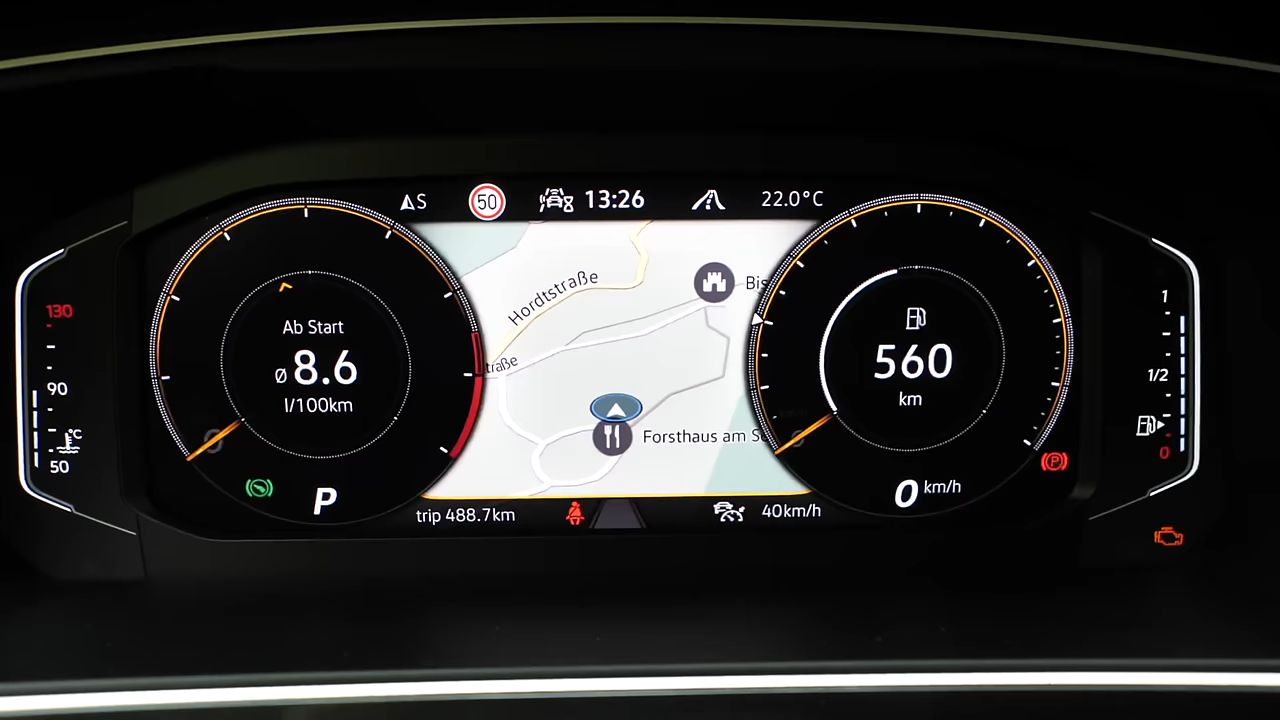 S
50
13:26
22.0°C
130
90
°C
50
Ab Start
Ø 8.6
l/100km
0
P
Hordtstraße
traße
Bis
Forsthaus am S
trip 488.7km
40km/h
560
km
0 km/h
(P)
1
1/2
0